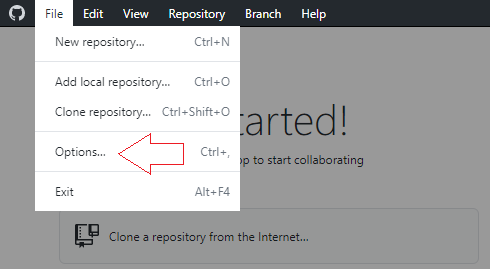 File Edit View Repository Branch Help
New repository... Ctrl+N
Add local repository... Ctrl+O
Clone repository... Ctrl+Shift+O
tarted!
Options... Ctrl+,
to start collaborating
Exit Alt+F4
Clone a repository from the Internet...